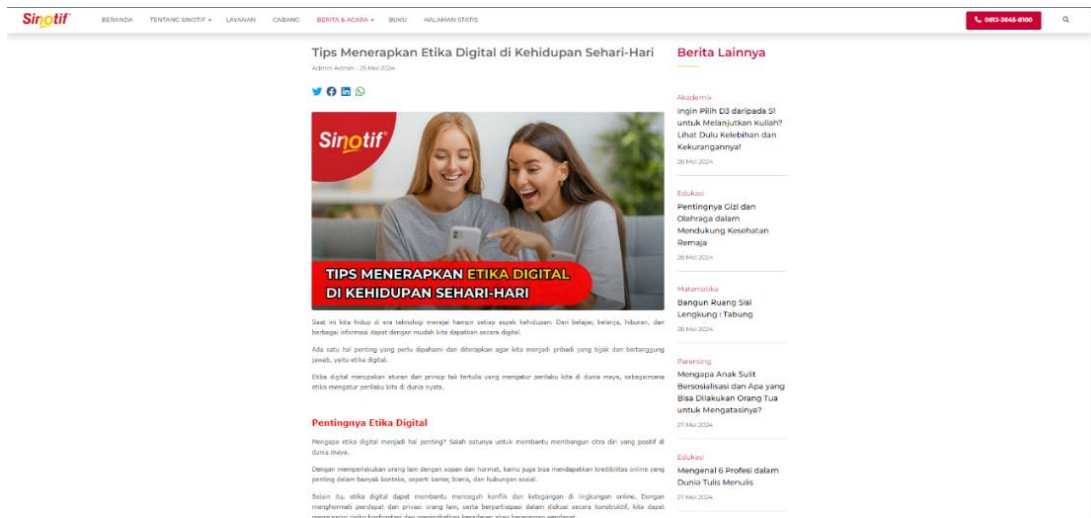 Sinotif
BERANDA TENTANG SINOTIF LAYANAN CABANG BERITA & ACARA BUKU HALAMAN STATIS
0812-3645-8100
Tips Menerapkan Etika Digital di Kehidupan Sehari-Hari
Admin Admin - 25 Mei 2024
Sinotif
TIPS MENERAPKAN ETIKA DIGITAL
DI KEHIDUPAN SEHARI-HARI
Saat ini kita hidup di era teknologi merajai hampir setiap aspek kehidupan. Dari belajar, belanja, hiburan, dan
berbagai informasi dapat dengan mudah kita dapatkan secara digital.
Ada satu hal penting yang perlu dipahami dan diterapkan agar kita menjadi pribadi yang bijak dan bertanggung
jawab, yaitu etika digital.
Etika digital merupakan aturan dan prinsip tak tertulis yang mengatur perilaku kita di dunia maya, sebagaimana
etika mengatur perilaku kita di dunia nyata.
Pentingnya Etika Digital
Mengapa etika digital menjadi hal penting? Salah satunya untuk membantu membangun citra diri yang positif di
dunia maya.
Dengan memperlakukan orang lain dengan sopan dan hormat, kamu juga bisa mendapatkan kredibilitas online yang
penting dalam banyak konteks, seperti karier, bisnis, dan hubungan sosial.
Selain itu, etika digital dapat membantu mencegah konflik dan ketegangan di lingkungan online. Dengan
menghormati pendapat dan privasi orang lain, serta berpartisipasi dalam diskusi secara konstruktif, kita dapat
mengurangi risiko konfrontasi dan meningkatkan kesadaran akan keragaman pendapat.
Berita Lainnya
Akademik
Ingin Pilih D3 daripada S1
untuk Melanjutkan Kuliah?
Lihat Dulu Kelebihan dan
Kekurangannya!
28 Mei 2024
Edukasi
Pentingnya Gizi dan
Olahraga dalam
Mendukung Kesehatan
Remaja
28 Mei 2024
Matematika
Bangun Ruang Sisi
Lengkung : Tabung
28 Mei 2024
Parenting
Mengapa Anak Sulit
Bersosialisasi dan Apa yang
Bisa Dilakukan Orang Tua
untuk Mengatasinya?
27 Mei 2024
Edukasi
Mengenal 6 Profesi dalam
Dunia Tulis Menulis
27 Mei 2024